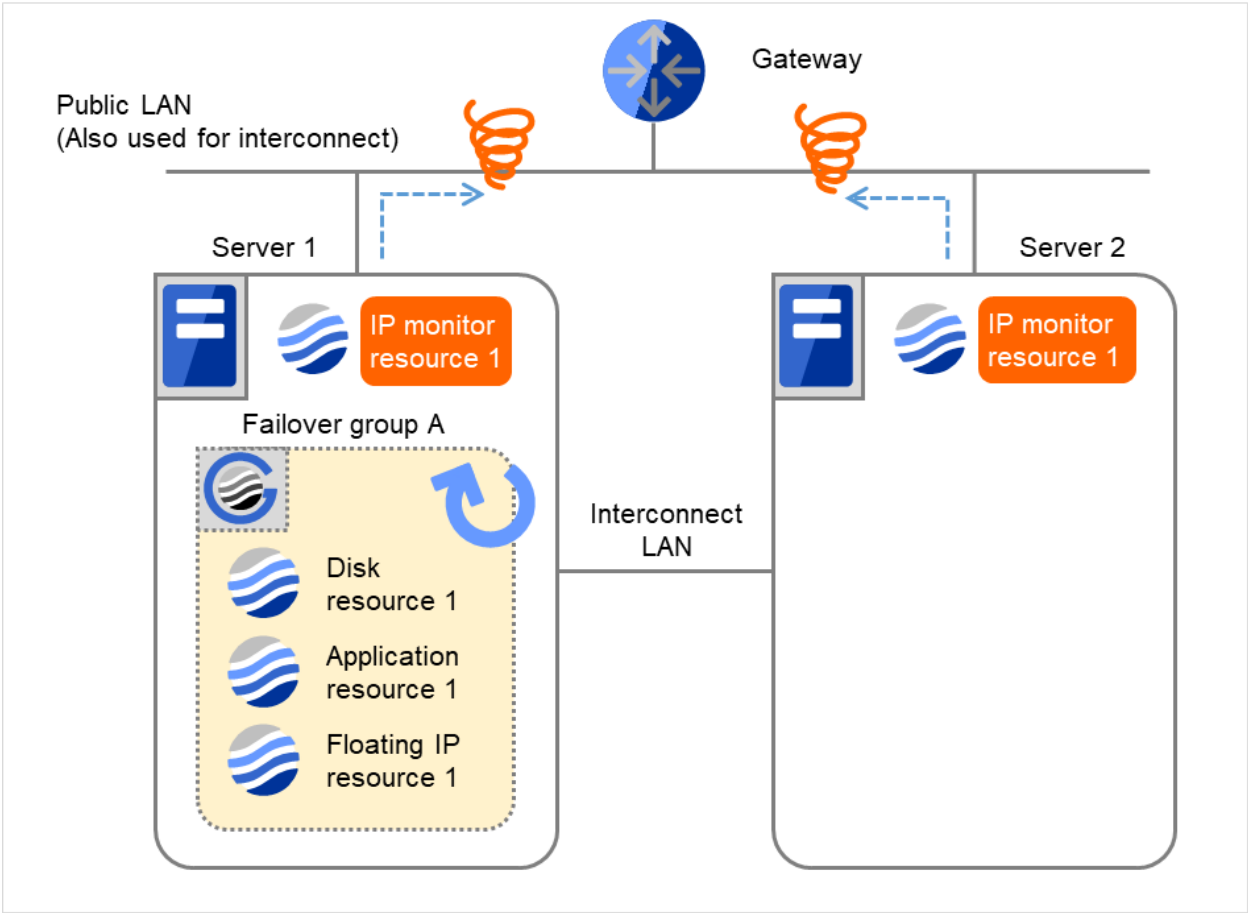 Gateway
Public LAN
(Also used for interconnect)
Server 1
Server 2
IP monitor
resource 1
IP monitor
resource 1
Failover group A
Interconnect
LAN
Disk
resource 1
Application
resource 1
Floating IP
resource 1